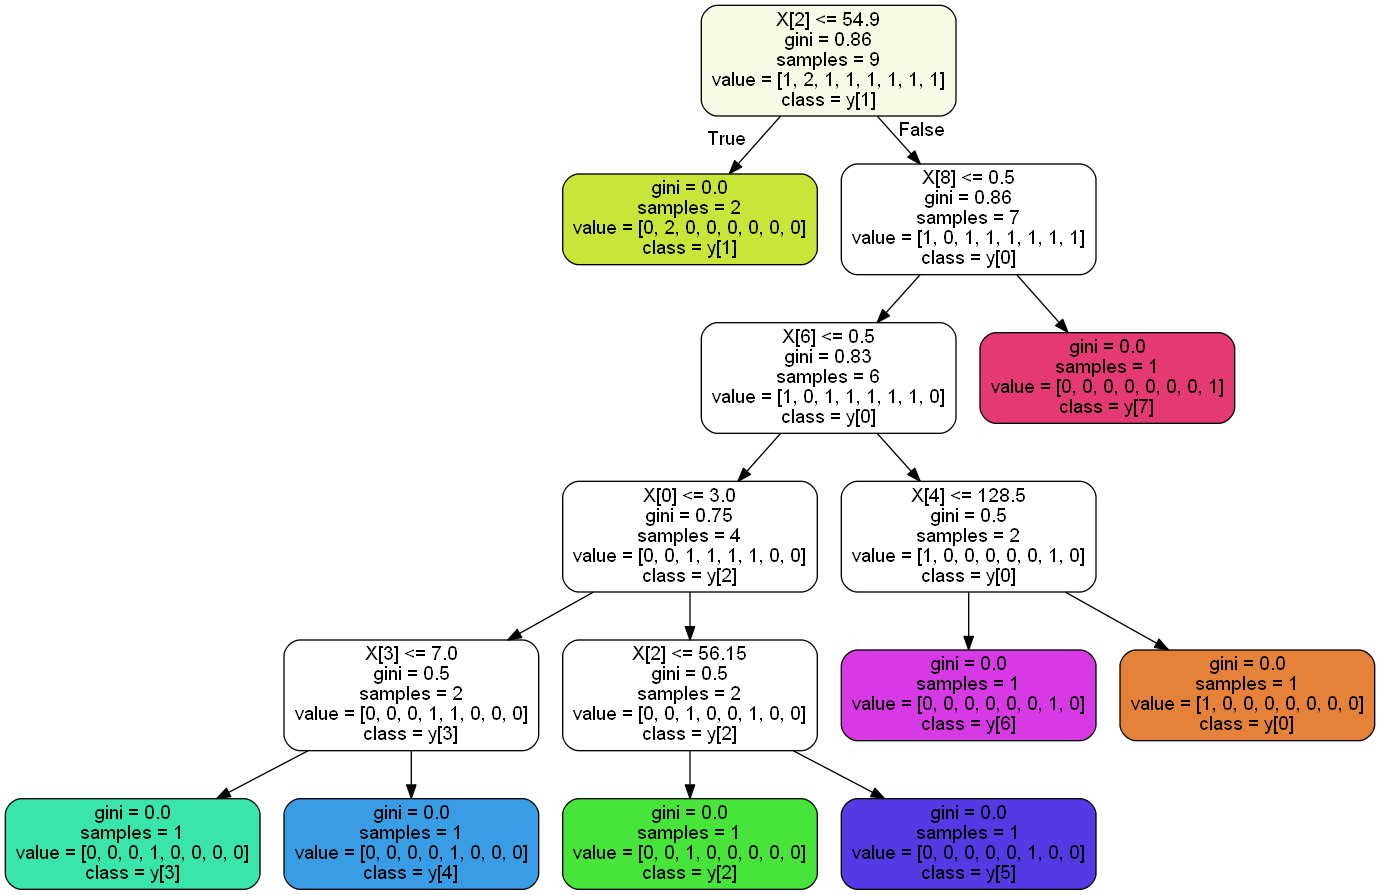 X[2] <= 54.9
gini = 0.86
samples = 9
value = [1, 2, 1, 1, 1, 1, 1, 1]
class = y[1]
True
False
gini = 0.0
samples = 2
value = [0, 2, 0, 0, 0, 0, 0, 0]
class = y[1]
X[8] <= 0.5
gini = 0.86
samples = 7
value = [1, 0, 1, 1, 1, 1, 1, 1]
class = y[0]
X[6] <= 0.5
gini = 0.83
samples = 6
value = [1, 0, 1, 1, 1, 1, 1, 0]
class = y[0]
gini = 0.0
samples = 1
value = [0, 0, 0, 0, 0, 0, 0, 1]
class = y[7]
X[0] <= 3.0
gini = 0.75
samples = 4
value = [0, 0, 1, 1, 1, 1, 0, 0]
class = y[2]
X[4] <= 128.5
gini = 0.5
samples = 2
value = [1, 0, 0, 0, 0, 0, 1, 0]
class = y[0]
X[3] <= 7.0
gini = 0.5
samples = 2
value = [0, 0, 0, 1, 1, 0, 0, 0]
class = y[3]
X[2] <= 56.15
gini = 0.5
samples = 2
value = [0, 0, 1, 0, 0, 1, 0, 0]
class = y[2]
gini = 0.0
samples = 1
value = [0, 0, 0, 0, 0, 0, 1, 0]
class = y[6]
gini = 0.0
samples = 1
value = [1, 0, 0, 0, 0, 0, 0, 0]
class = y[0]
gini = 0.0
samples = 1
value = [0, 0, 0, 1, 0, 0, 0, 0]
class = y[3]
gini = 0.0
samples = 1
value = [0, 0, 0, 0, 1, 0, 0, 0]
class = y[4]
gini = 0.0
samples = 1
value = [0, 0, 1, 0, 0, 0, 0, 0]
class = y[2]
gini = 0.0
samples = 1
value = [0, 0, 0, 0, 0, 1, 0, 0]
class = y[5]